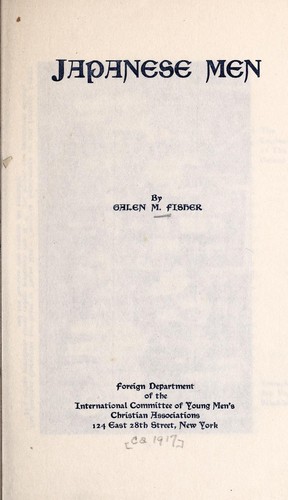 JAPANESE MEN
By
GALEN M. FISHER
Foreign Department
of the
International Committee of Young Men's
Christian Associations
124 East 28th Street, New York
[ca 1917]